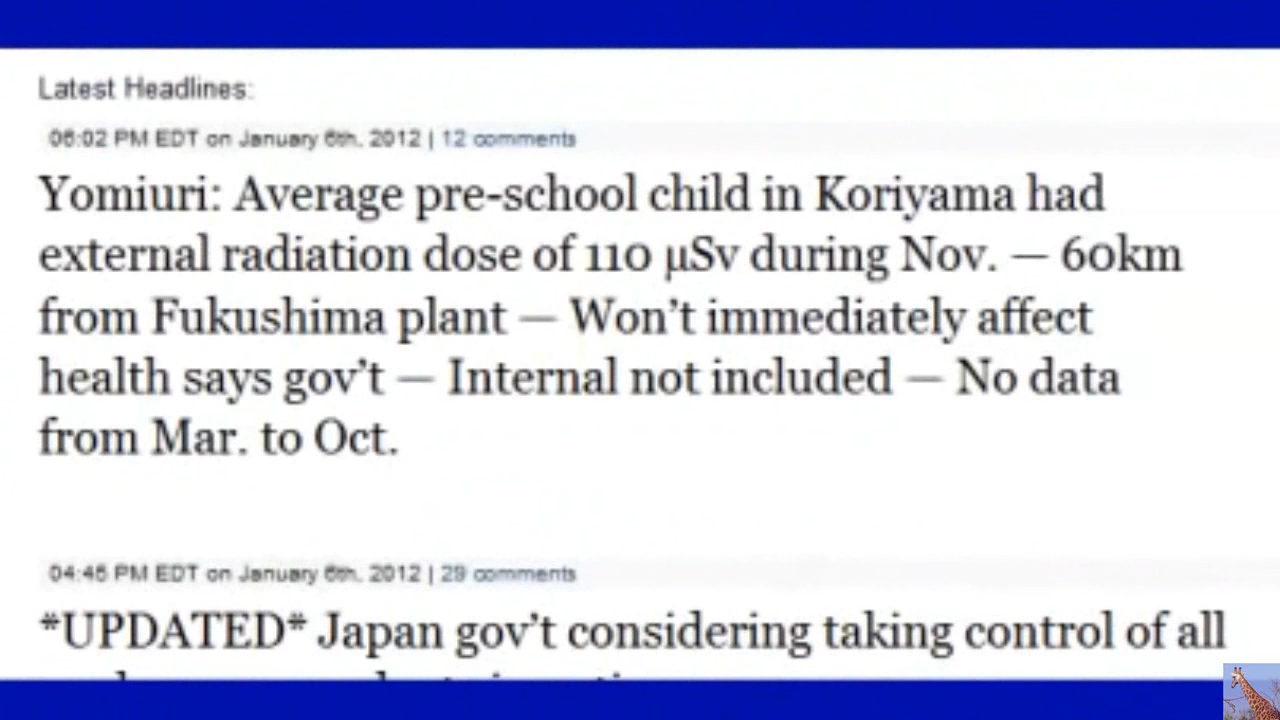 Latest Headlines:
06:02 PM EDT on January 6th, 2012 | 12 comments
Yomiuri: Average pre-school child in Koriyama had
external radiation dose of 110 μSv during Nov. — 60km
from Fukushima plant — Won't immediately affect
health says gov't — Internal not included — No data
from Mar. to Oct.
04:45 PM EDT on January 6th, 2012 | 29 comments
*UPDATED* Japan gov't considering taking control of all